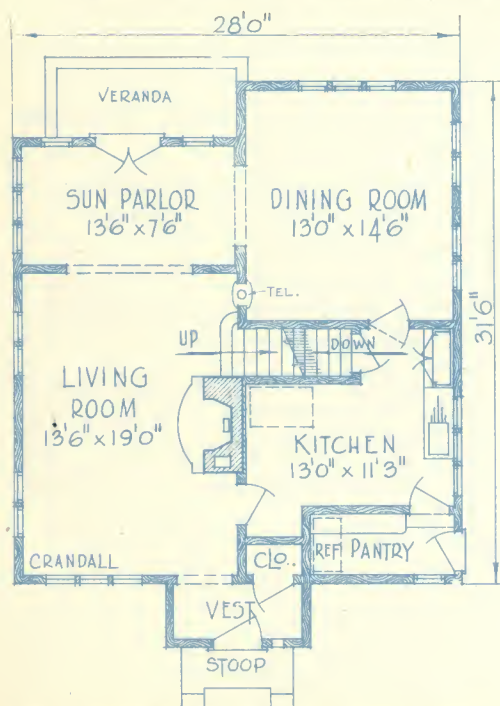 28'0"
VERANDA
SUN PARLOR
13'6" x 7'6"
DINING ROOM
13'0" x 14'6"
TEL.
31'6"
UP
DOWN
LIVING
ROOM
13'6" x 19'0"
KITCHEN
13'0" x 11'3"
CRANDALL
CLO..
REF.
PANTRY
VEST.
STOOP